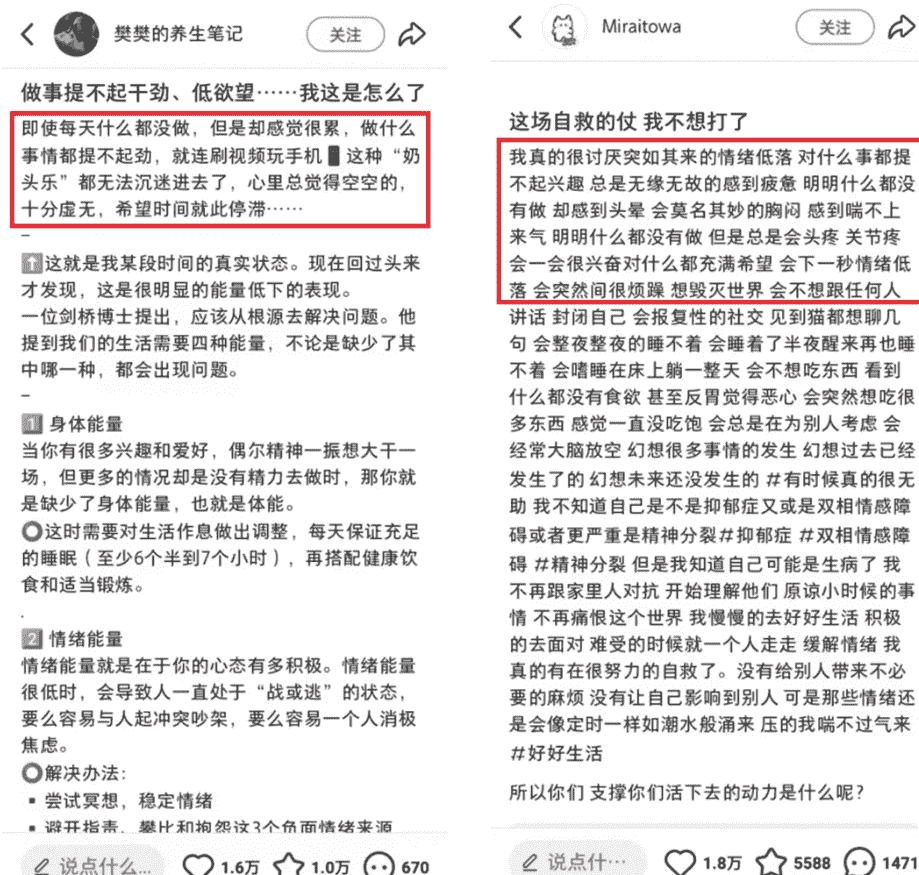 樊樊的养生笔记
关注
做事提不起干劲、低欲望……我这是怎么了
即使每天什么都没做，但是却感觉很累，做什么
事情都提不起劲，就连刷视频玩手机📱这种“奶
头乐”都无法沉迷进去了，心里总觉得空空的，
十分虚无，希望时间就此停滞……
–
⬆️这就是我某段时间的真实状态。现在回过头来
才发现，这是很明显的能量低下的表现。
一位剑桥博士提出，应该从根源去解决问题。他
提到我们的生活需要四种能量，不论是缺少了其
中哪一种，都会出现问题。
–
1️⃣ 身体能量
当你有很多兴趣和爱好，偶尔精神一振想大干一
场，但更多的情况却是没有精力去做时，那你就
是缺少了身体能量，也就是体能。
⭕这时需要对生活作息做出调整，每天保证充足
的睡眠（至少6个半到7个小时），再搭配健康饮
食和适当锻炼。
.
2️⃣ 情绪能量
情绪能量就是在于你的心态有多积极。情绪能量
很低时，会导致人一直处于“战或逃”的状态，
要么容易与人起冲突吵架，要么容易一个人消极
焦虑。
⭕解决办法：
▪ 尝试冥想，稳定情绪
▪ 避开指责、攀比和抱怨这3个负面情绪来源
说点什么...
1.6万
1.0万
670
Miraitowa
关注
这场自救的仗 我不想打了
我真的很讨厌突如其来的情绪低落 对什么事都提
不起兴趣 总是无缘无故的感到疲惫 明明什么都没
有做 却感到头晕 会莫名其妙的胸闷 感到喘不上
来气 明明什么都没有做 但是总是会头疼 关节疼
会一会很兴奋对什么都充满希望 会下一秒情绪低
落 会突然间很烦躁 想毁灭世界 会不想跟任何人
讲话 封闭自己 会报复性的社交 见到猫都想聊几
句 会整夜整夜的睡不着 会睡着了半夜醒来再也睡
不着 会嗜睡在床上躺一整天 会不想吃东西 看到
什么都没有食欲 甚至反胃觉得恶心 会突然想吃很
多东西 感觉一直没吃饱 会总是在为别人考虑 会
经常大脑放空 幻想很多事情的发生 幻想过去已经
发生了的 幻想未来还没发生的 #有时候真的很无
助 我不知道自己是不是抑郁症又或是双相情感障
碍或者更严重是精神分裂#抑郁症 #双相情感障
碍 #精神分裂 但是我知道自己可能是生病了 我
不再跟家里人对抗 开始理解他们 原谅小时候的事
情 不再痛恨这个世界 我慢慢的去好好生活 积极
的去面对 难受的时候就一个人走走 缓解情绪 我
真的有在很努力的自救了。没有给别人带来不必
要的麻烦 没有让自己影响到别人 可是那些情绪还
是会像定时一样如潮水般涌来 压的我喘不过气来
#好好生活
所以你们 支撑你们活下去的动力是什么呢?
说点什…
1.8万
5588
1471